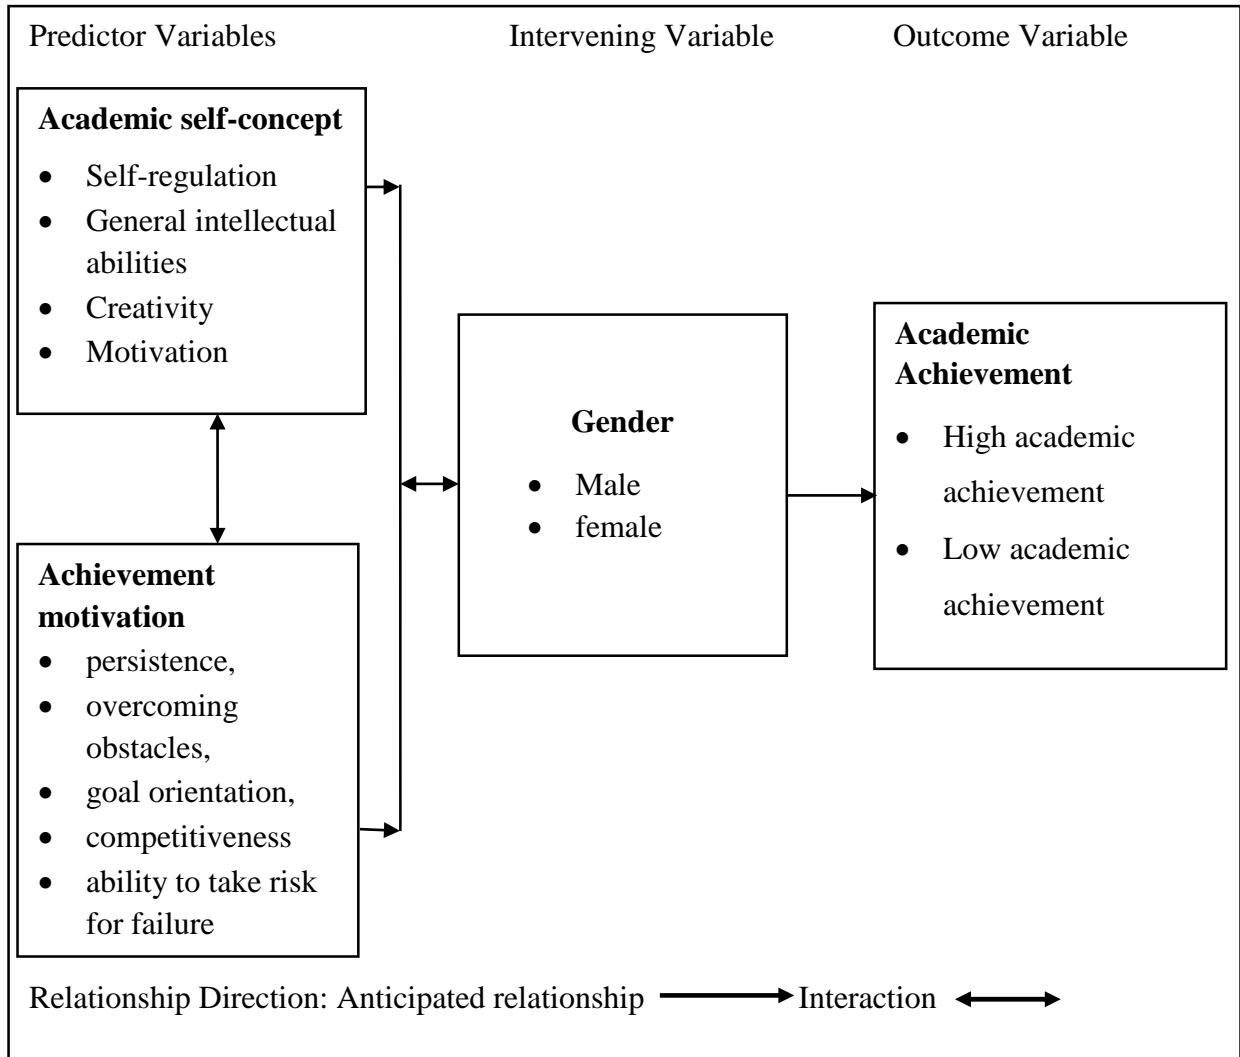 Predictor Variables
Intervening Variable
Outcome Variable
Academic self-concept
• Self-regulation
• General intellectual
abilities
• Creativity
• Motivation
Achievement
motivation
• persistence,
• overcoming
obstacles,
• goal orientation,
• competitiveness
• ability to take risk
for failure
Gender
• Male
• female
Academic
Achievement
• High academic
achievement
• Low academic
achievement
Relationship Direction: Anticipated relationship Interaction